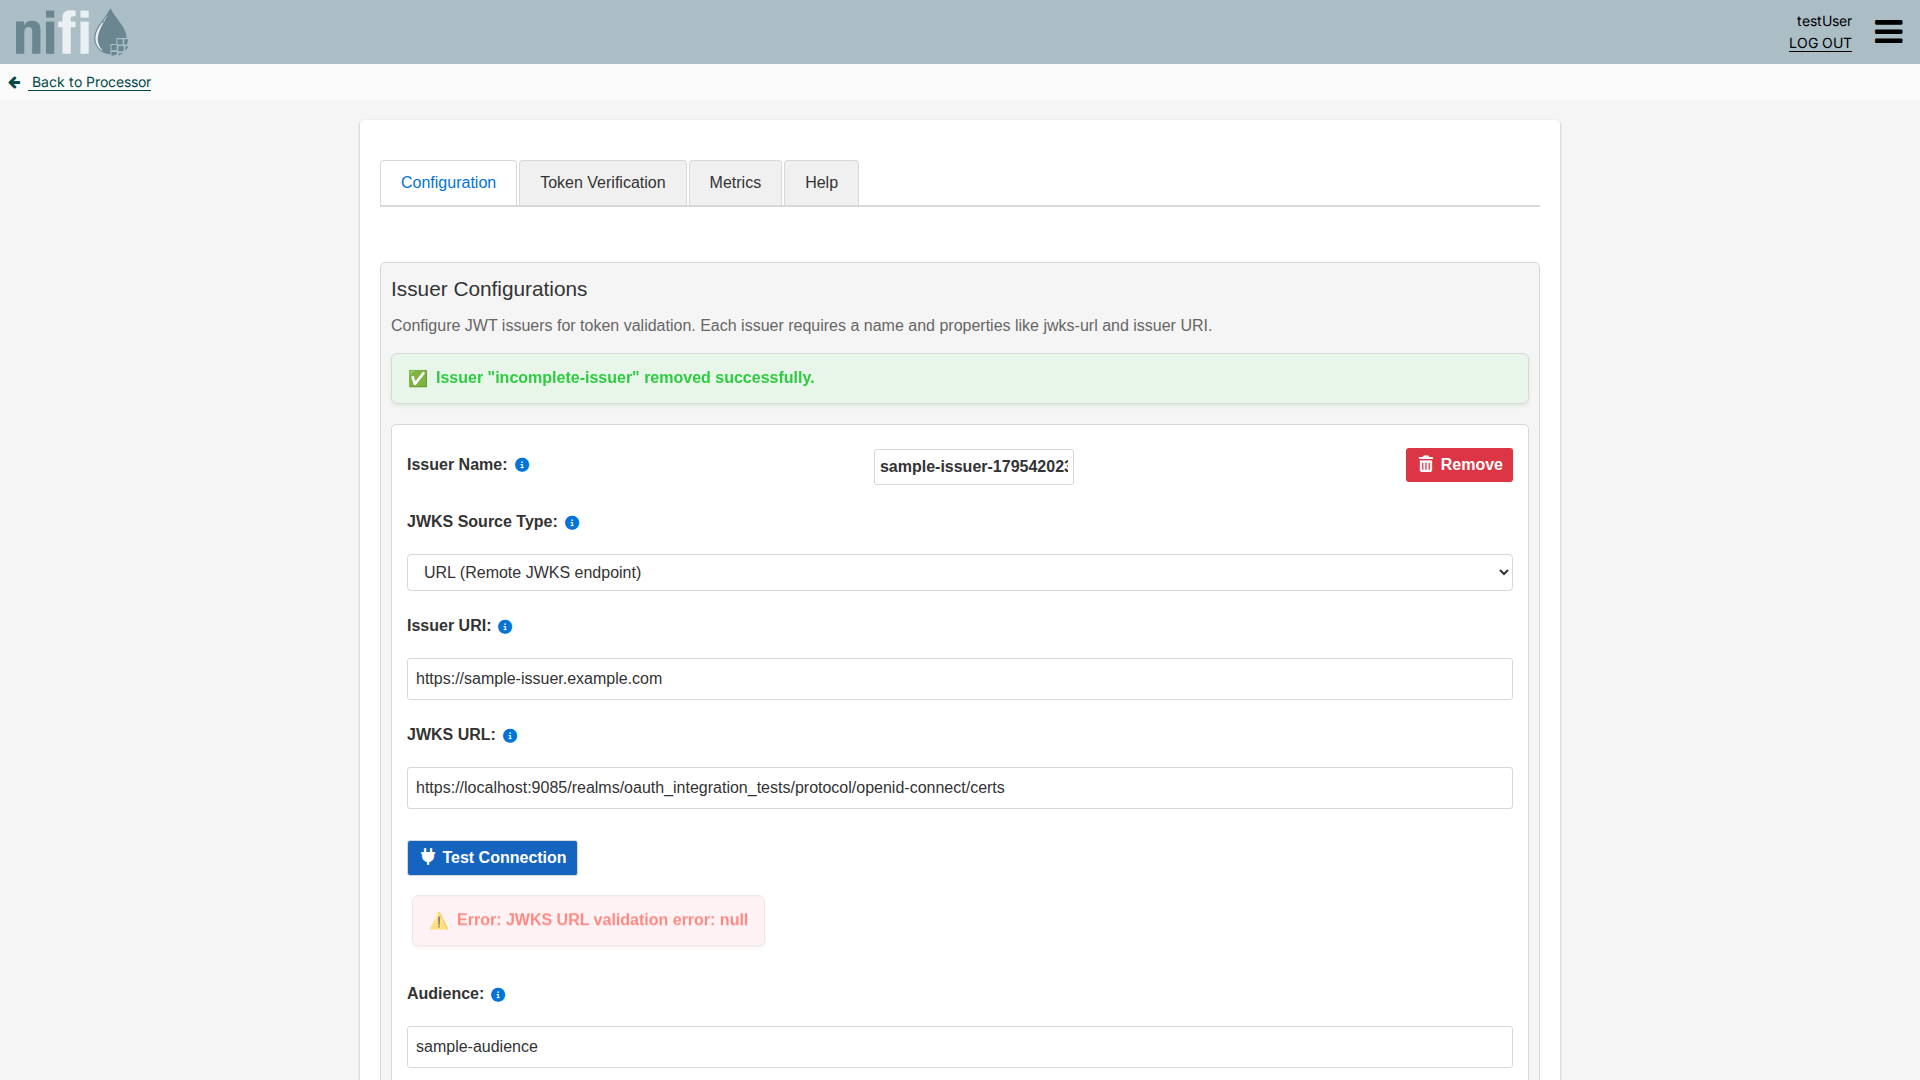 nifi
testUser
LOG OUT
Back to Processor
Configuration
Token Verification
Metrics
Help
Issuer Configurations
Configure JWT issuers for token validation. Each issuer requires a name and properties like jwks-url and issuer URI.
✅ Issuer "incomplete-issuer" removed successfully.
Issuer Name:
sample-issuer-179542023
Remove
JWKS Source Type:
URL (Remote JWKS endpoint)
Issuer URI:
https://sample-issuer.example.com
JWKS URL:
https://localhost:9085/realms/oauth_integration_tests/protocol/openid-connect/certs
Test Connection
⚠️ Error: JWKS URL validation error: null
Audience:
sample-audience